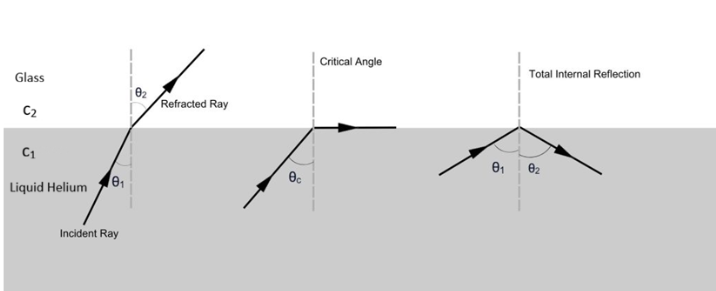 Glass
C₂
C₁
Liquid Helium
θ₂
Refracted Ray
θ₁
Incident Ray
Critical Angle
θc
Total Internal Reflection
θ₁
θ₂